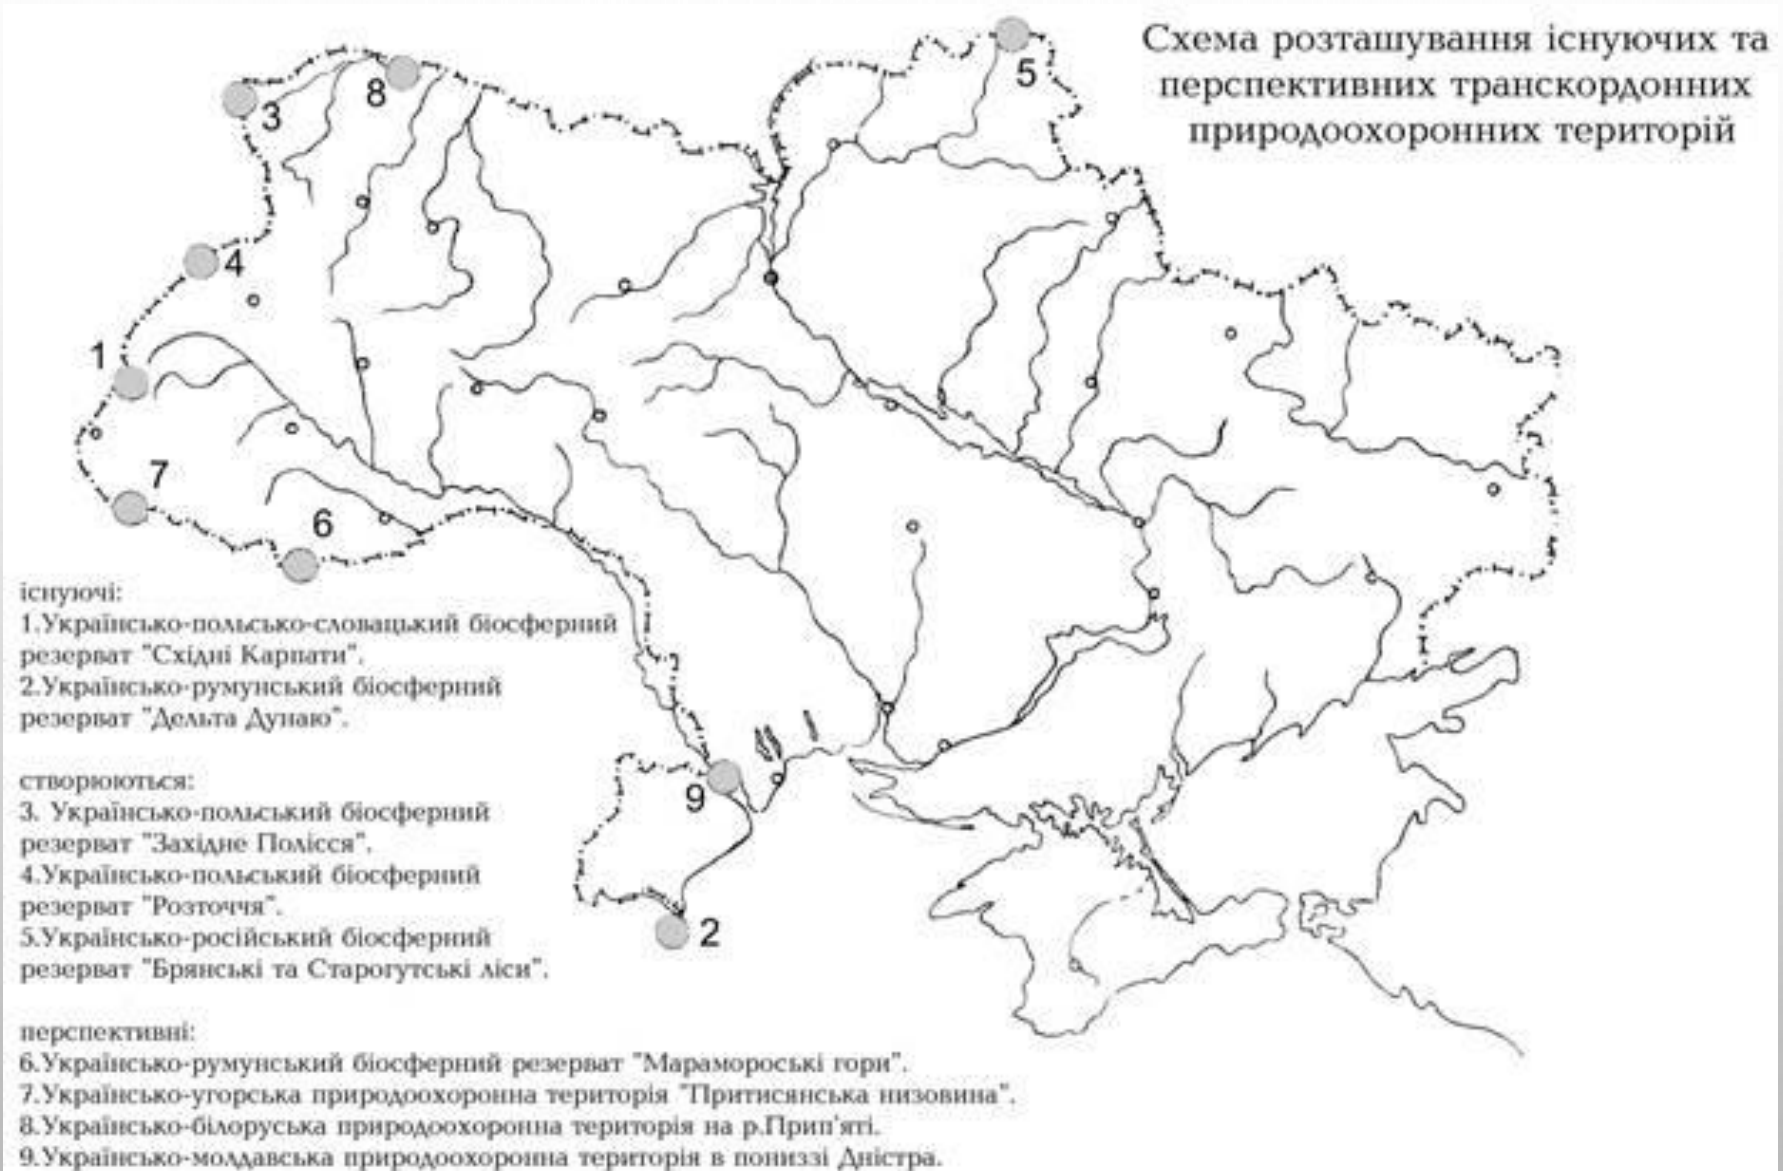 Схема розташування існуючих та
перспективних транскордонних
природоохоронних територій
5
8
3
4
1
7
6
9
2
існуючі:
1.Українсько-польсько-словацький біосферний
резерват "Східні Карпати".
2.Українсько-румунський біосферний
резерват "Дельта Дунаю".
створюються:
3. Українсько-польський біосферний
резерват "Західне Полісся".
4.Українсько-польський біосферний
резерват "Розточчя".
5.Українсько-російський біосферний
резерват "Брянські та Старогутські ліси".
перспективні:
6.Українсько-румунський біосферний резерват "Марамороські гори".
7.Українсько-угорська природоохоронна територія "Притисянська низовина".
8.Українсько-білоруська природоохоронна територія на р.Прип'яті.
9.Українсько-молдавська природоохоронна територія в пониззі Дністра.